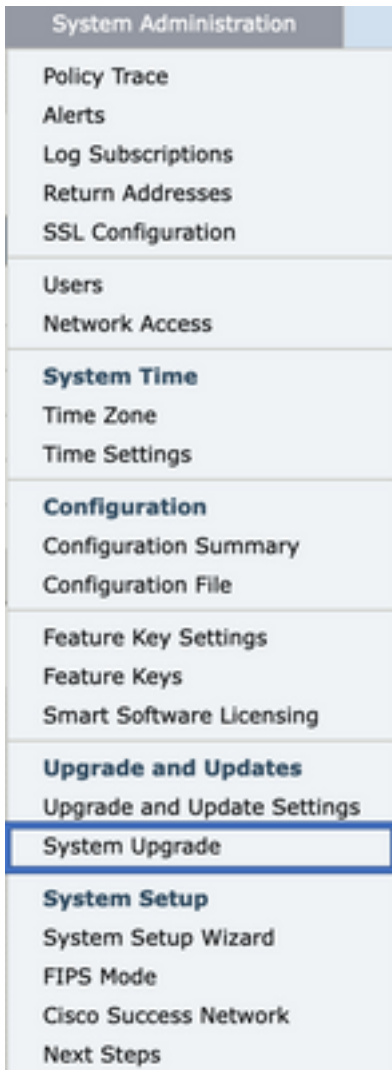 System Administration
Policy Trace
Alerts
Log Subscriptions
Return Addresses
SSL Configuration
Users
Network Access
System Time
Time Zone
Time Settings
Configuration
Configuration Summary
Configuration File
Feature Key Settings
Feature Keys
Smart Software Licensing
Upgrade and Updates
Upgrade and Update Settings
System Upgrade
System Setup
System Setup Wizard
FIPS Mode
Cisco Success Network
Next Steps